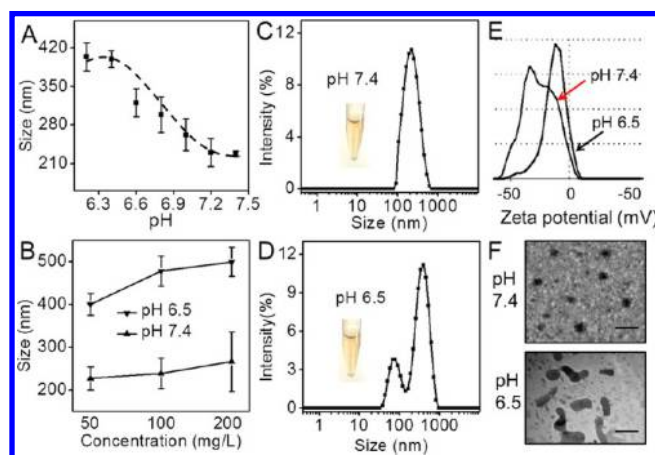 A
Size (nm)
420
350
280
210
6.3 6.6 6.9 7.2 7.5
pH
B
Size (nm)
500
400
300
200
pH 6.5
pH 7.4
50 100 200
Concentration (mg/L)
C
Intensity (%)
12
8
4
0
pH 7.4
1 10 100 1000
Size (nm)
D
Intensity(%)
12
9
6
3
0
pH 6.5
1 10 100 1000
Size (nm)
E
pH 7.4
pH 6.5
50 0 -50
Zeta potential (mV)
F
pH
7.4
pH
6.5